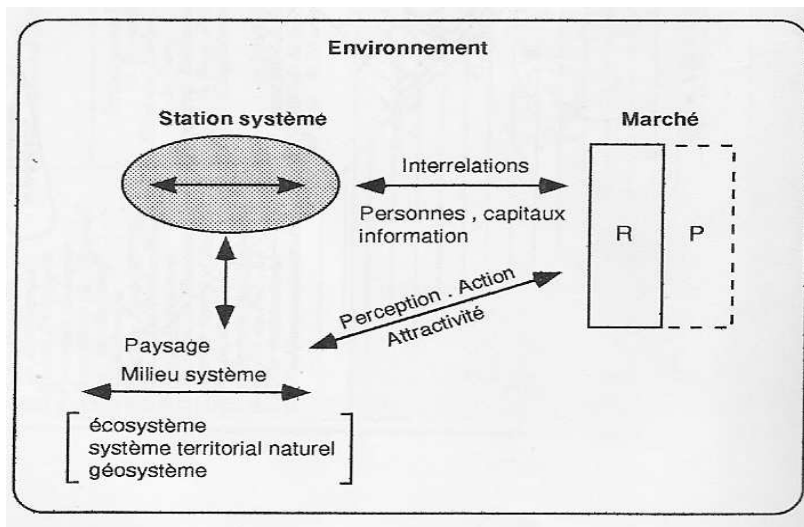 Environnement
Station système
Marché
Interrelations
Personnes , capitaux
information
R
P
Perception . Action
Attractivité
Paysage
Milieu système
écosystème
système territorial naturel
géosystème